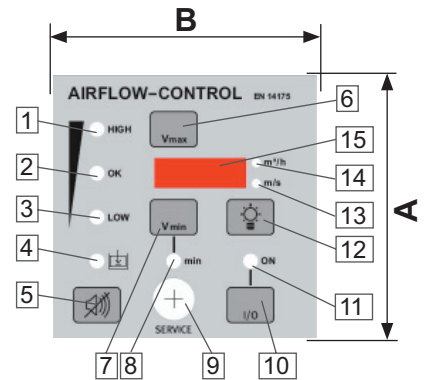 B
AIRFLOW-CONTROL EN 14175
1 HIGH
Vmax 6
15
2 OK
m³/h 14
m/s 13
3 LOW
Vmin
12
4
min
ON
5
11
SERVICE
I/O
7 8 9 10
A